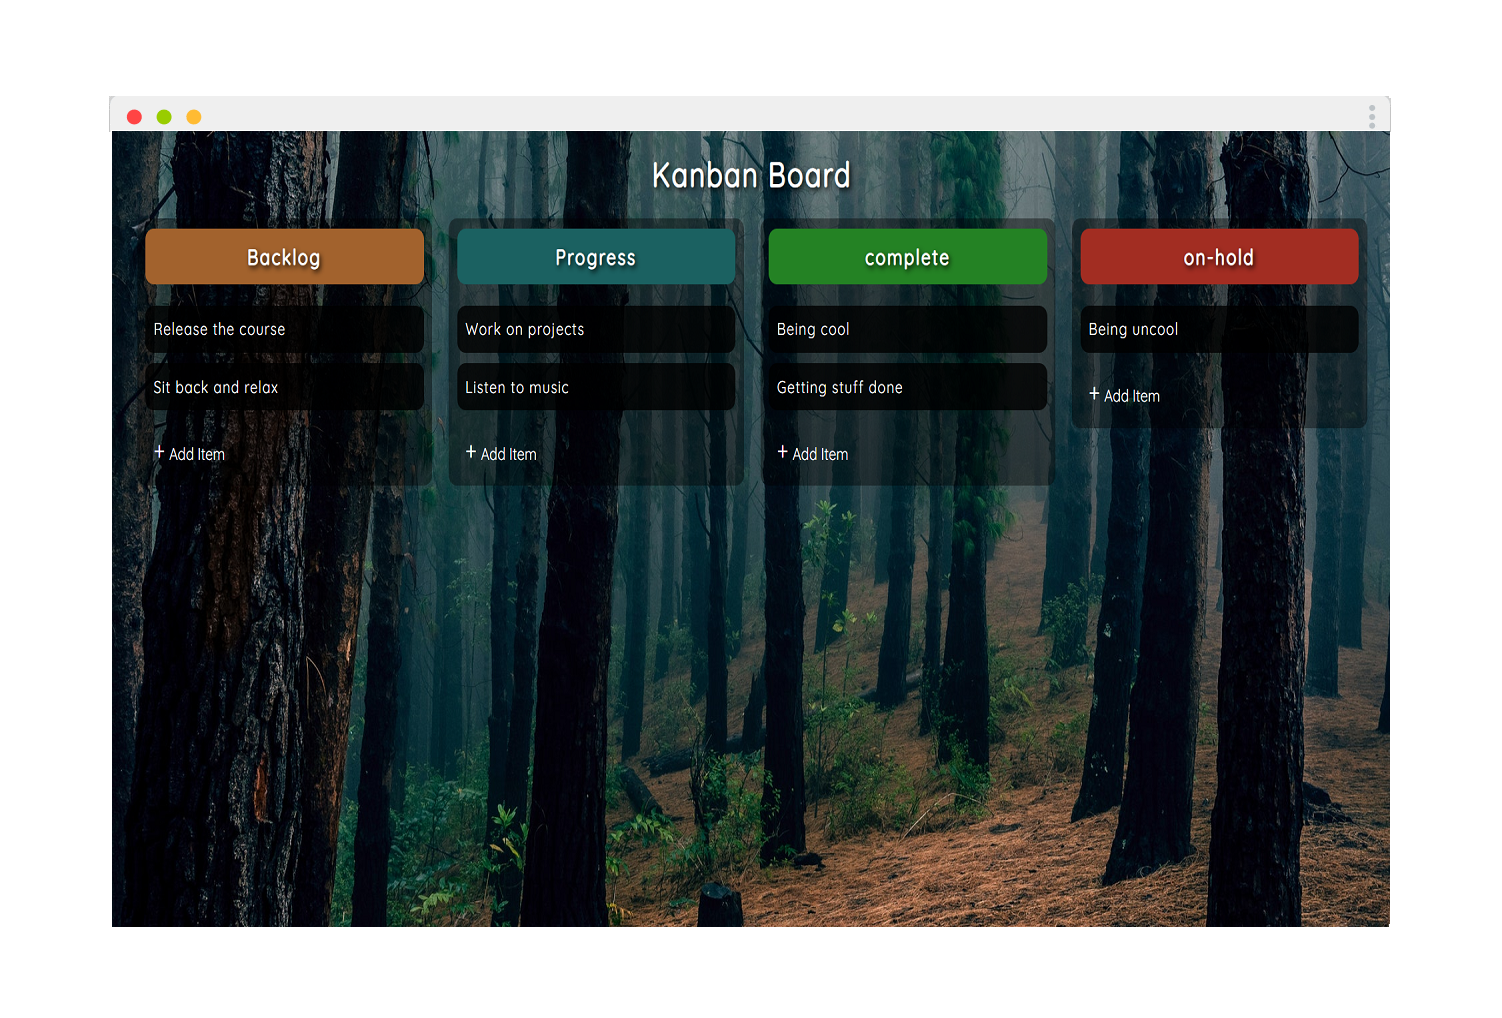 Kanban Board
Backlog
Release the course
Sit back and relax
+ Add Item
Progress
Work on projects
Listen to music
+ Add Item
complete
Being cool
Getting stuff done
+ Add Item
on-hold
Being uncool
+ Add Item